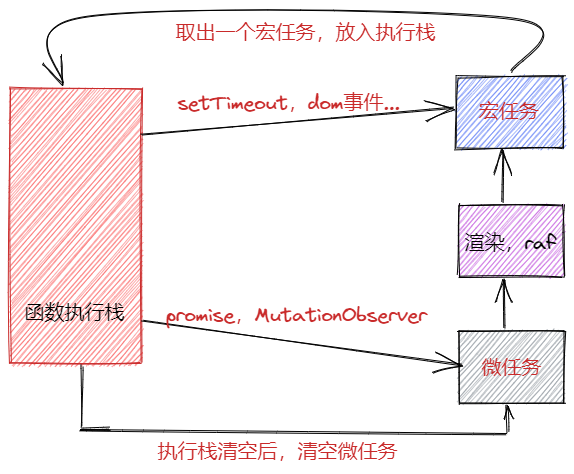 取出一个宏任务，放入执行栈
setTimeout，dom事件...
宏任务
渲染，raf
函数执行栈
promise，MutationObserver
微任务
执行栈清空后，清空微任务